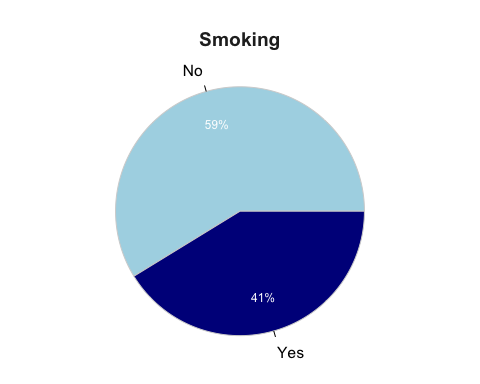 Smoking
No
59%
41%
Yes